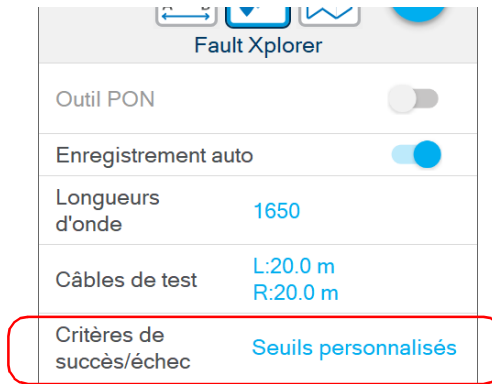 Fault Xplorer
Outil PON
Enregistrement auto
Longueurs
d'onde
1650
Câbles de test
L:20.0 m
R:20.0 m
Critères de
succès/échec
Seuils personnalisés